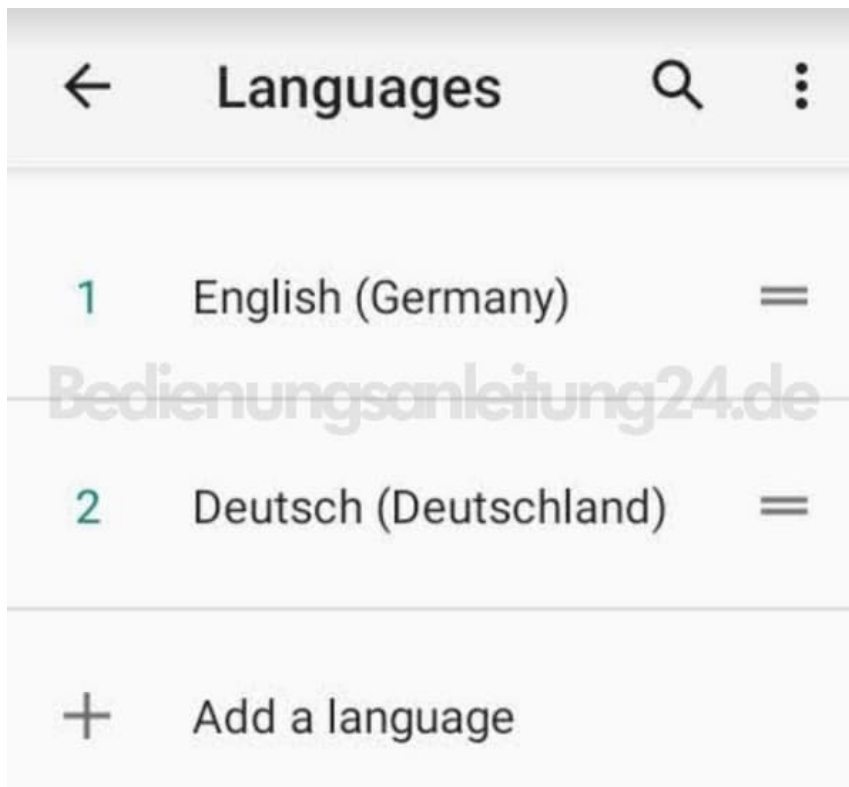 Languages
1 English (Germany)
Bedienungsanleitung24.de
2 Deutsch (Deutschland)
Add a language